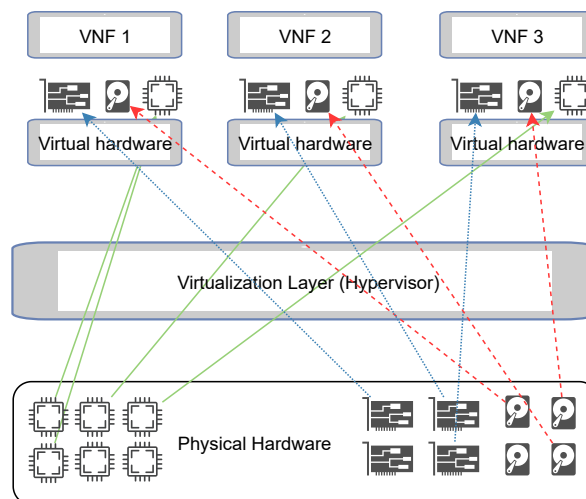 VNF 1
VNF 2
VNF 3
Virtual hardware
Virtual hardware
Virtual hardware
Virtualization Layer (Hypervisor)
Physical Hardware